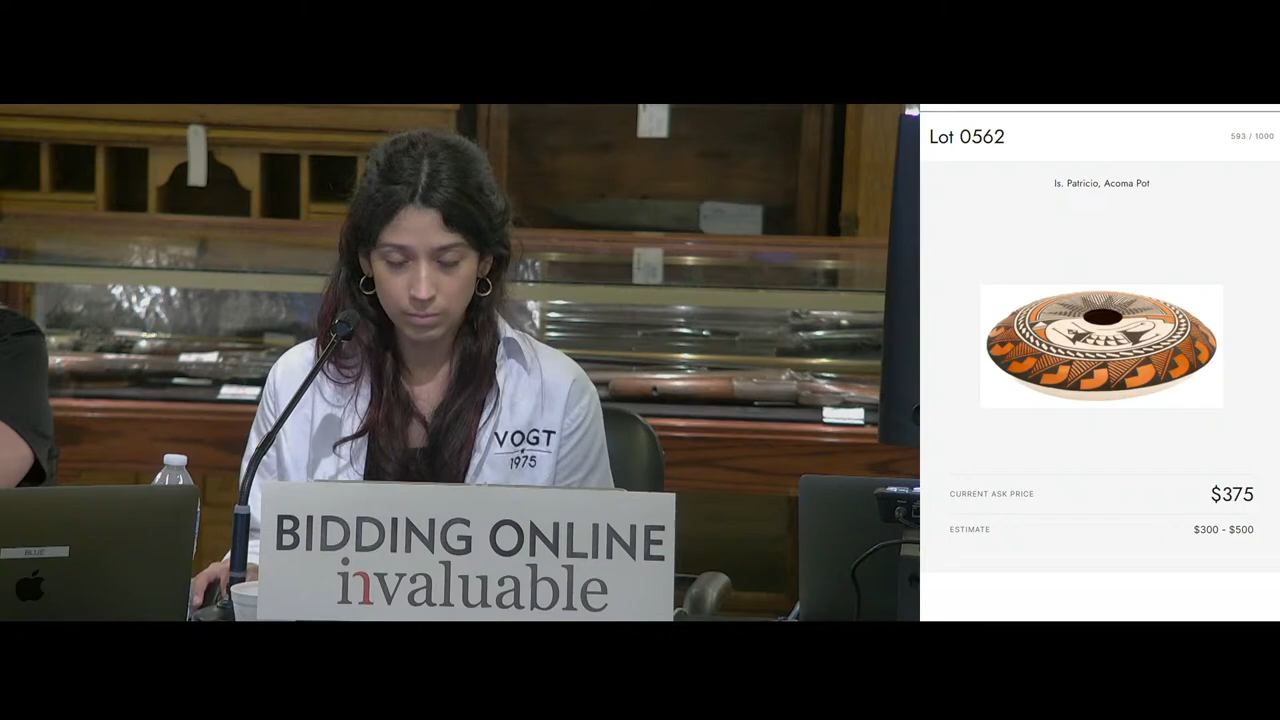 Lot 0562
593 / 1000
Is. Patricio, Acoma Pot
VOGT
1975
CURRENT ASK PRICE
$375
ESTIMATE
$300 - $500
BLUE
BIDDING ONLINE
invaluable